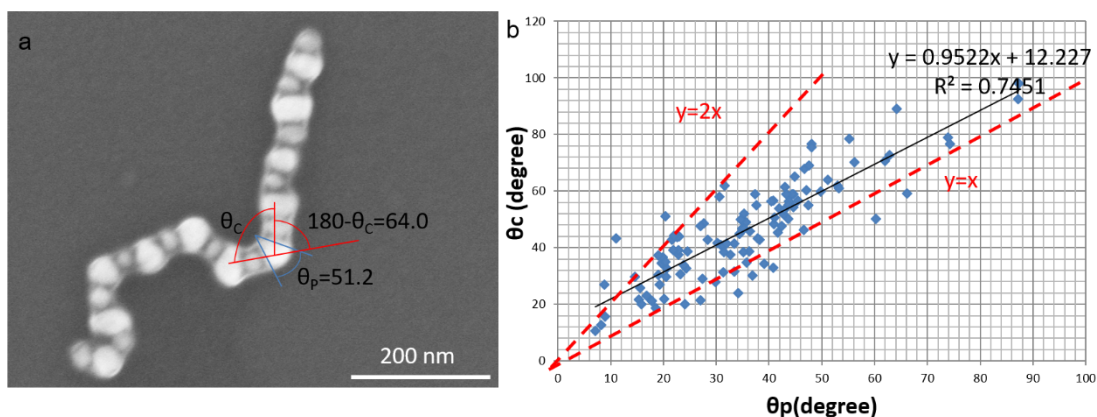 a
θC
180-θC=64.0
θP=51.2
200 nm
b
θc (degree)
120
100
80
60
40
20
0
y = 0.9522x + 12.227
R² = 0.7451
y=2x
y=x
0 10 20 30 40 50 60 70 80 90 100
θp(degree)